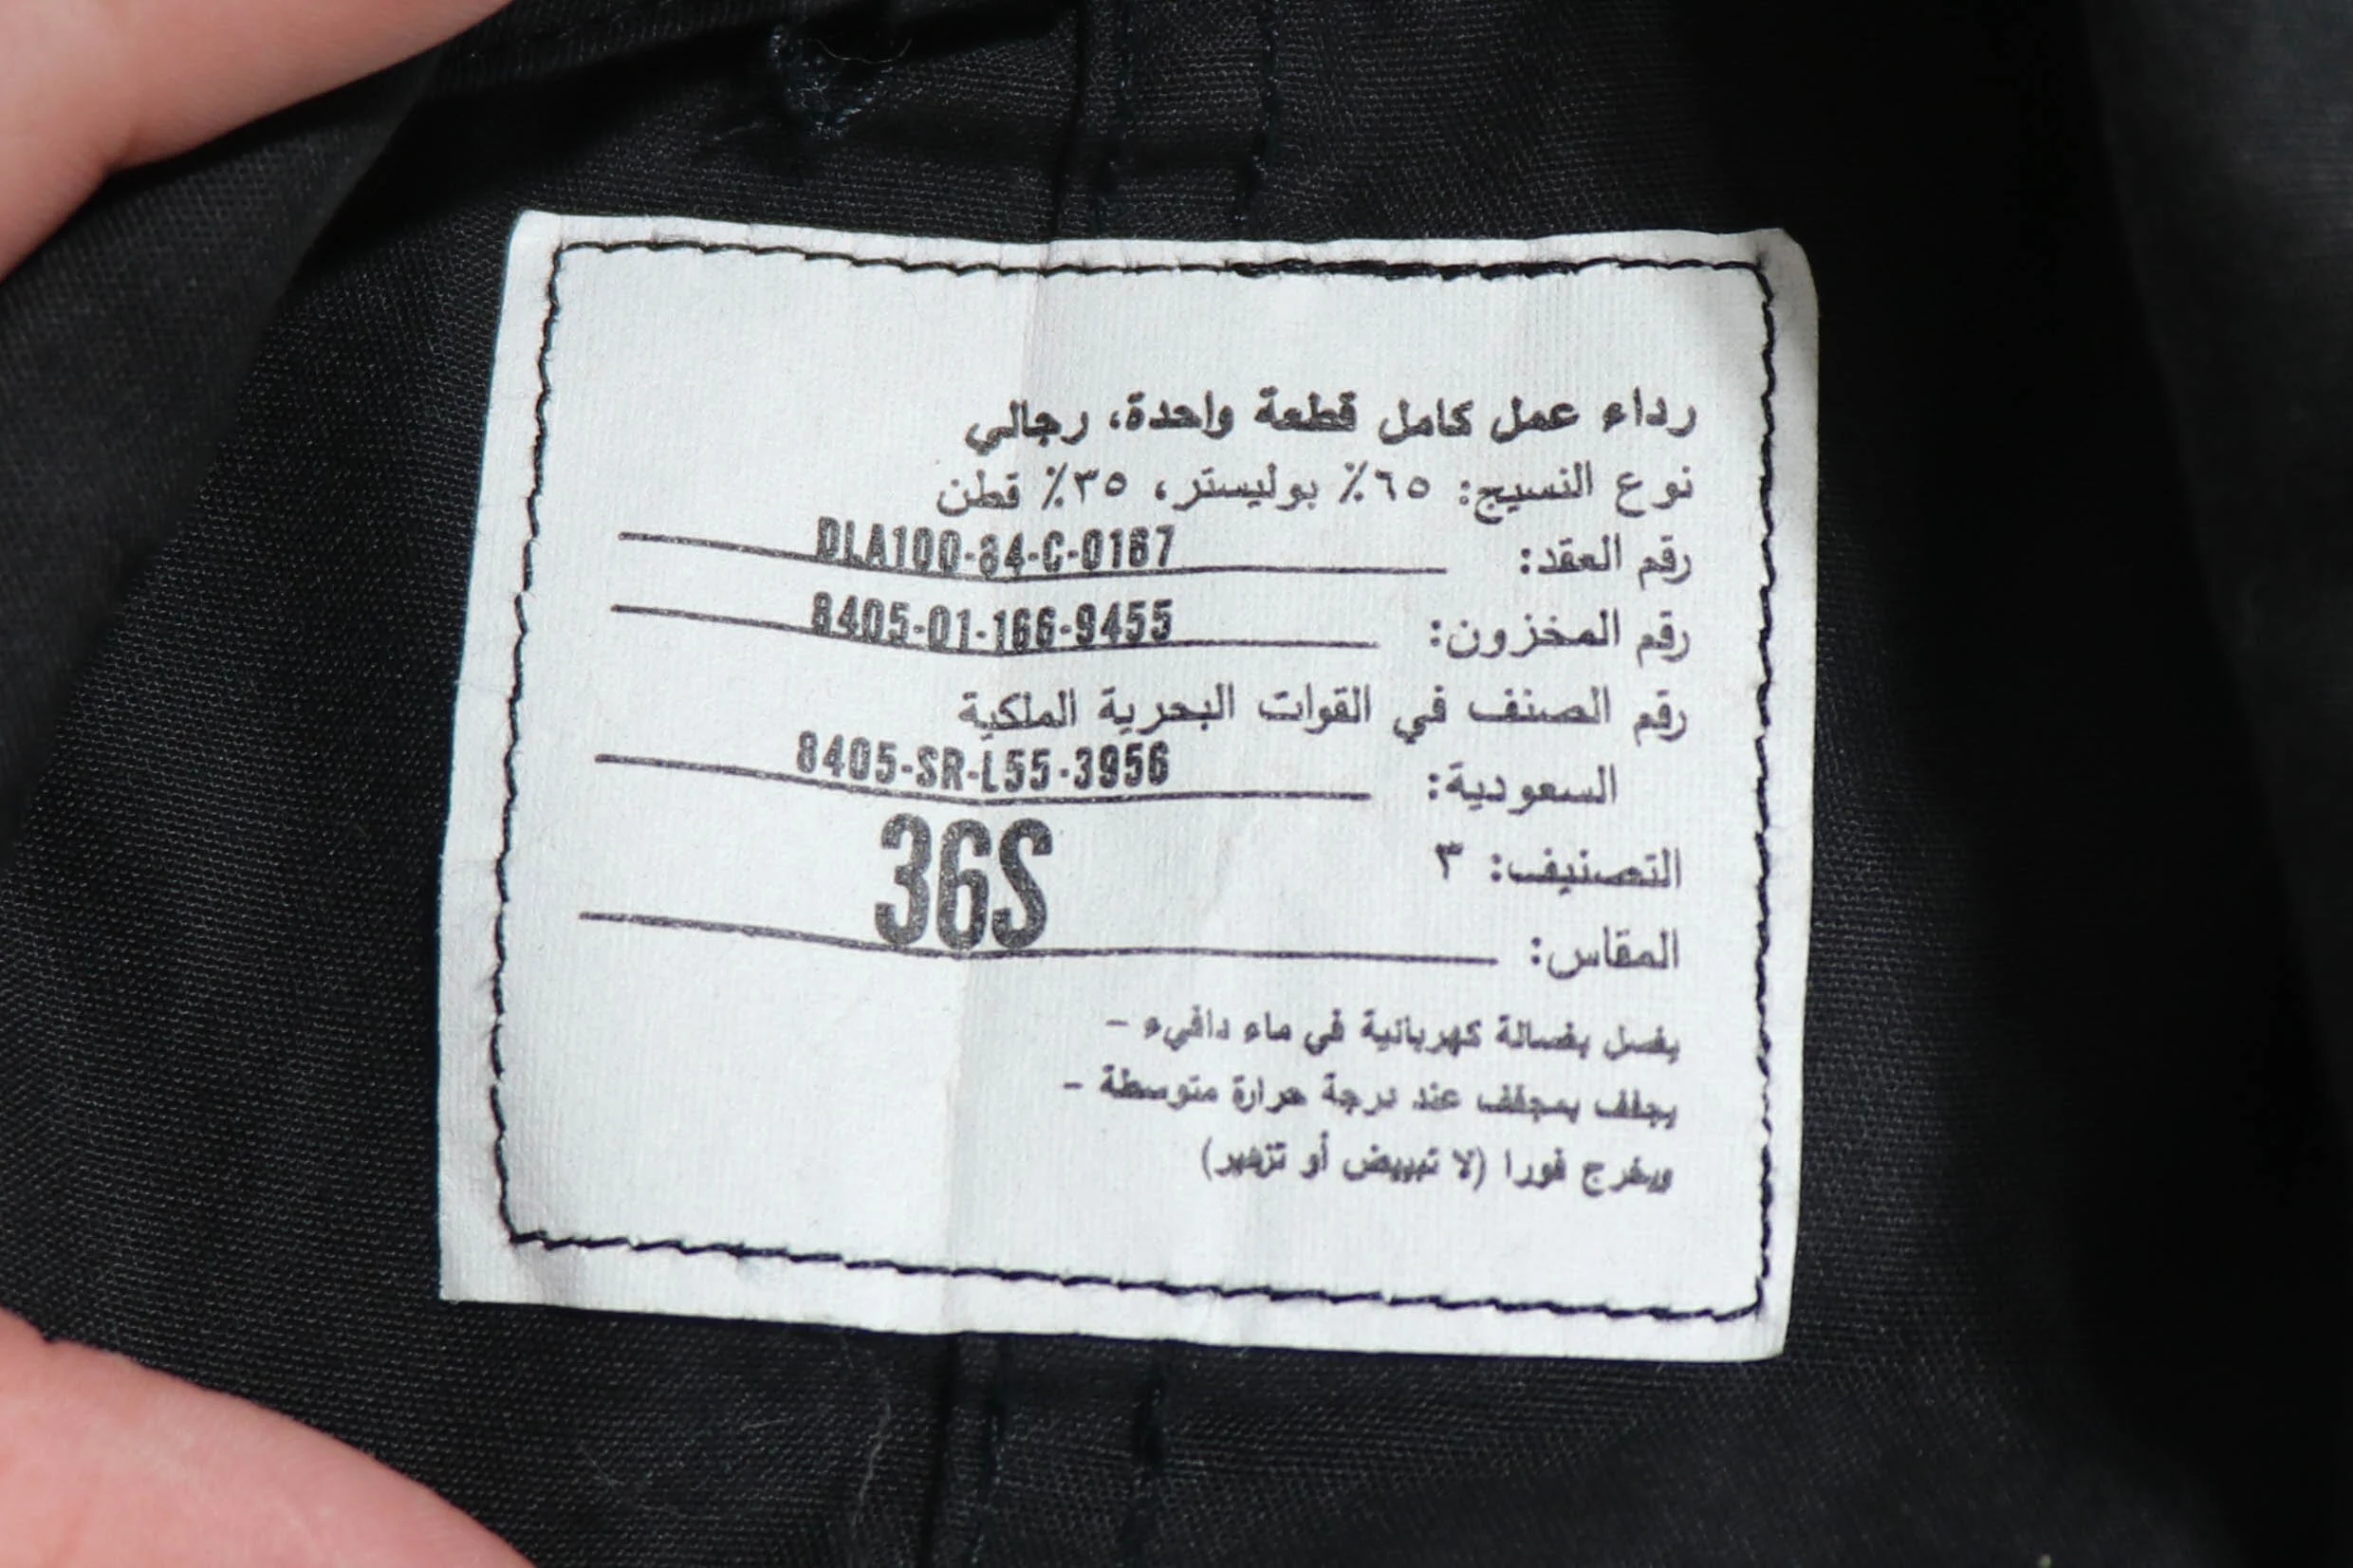 رداء عمل كامل قطعة واحدة، رجالي
نوع النسيج: ٦٥٪ بوليستر، ٣٥٪ قطن
رقم العقد: DLA100-84-C-0167
رقم المخزون: 8405-01-166-9455
رقم الصنف في القوات البحرية الملكية
السعودية: 8405-SR-L55-3956
التصنيف: ٣
المقاس: 36S
يغسل بغسالة كهربائية في ماء دافيء –
يجفف بمجفف عند درجة حرارة متوسطة –
ويخرج فورا (لا تبييض أو تزهير)